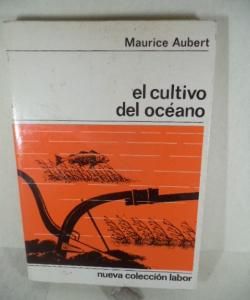 Maurice Aubert
el cultivo
del océano
nueva colección labor